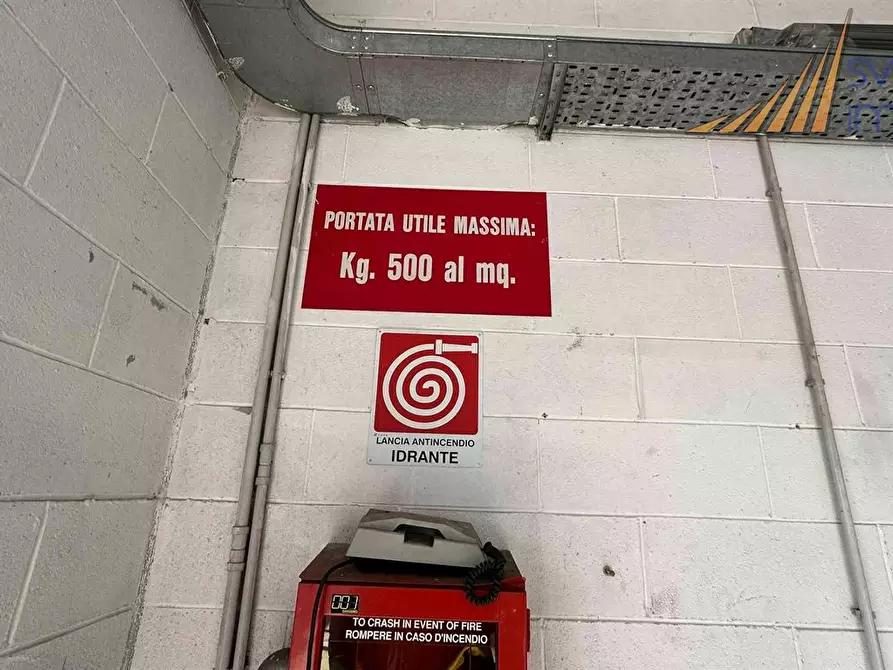 PORTATA UTILE MASSIMA:
Kg. 500 al mq.
LANCIA ANTINCENDIO
IDRANTE
001
TO CRASH IN EVENT OF FIRE
ROMPERE IN CASO D'INCENDIO